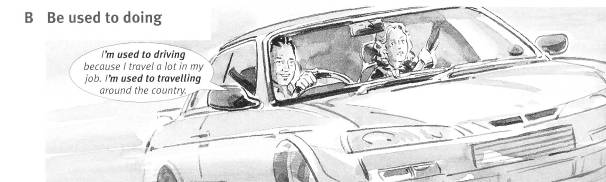 B Be used to doing
I'm used to driving
because I travel a lot in my
job. I'm used to travelling
around the country.